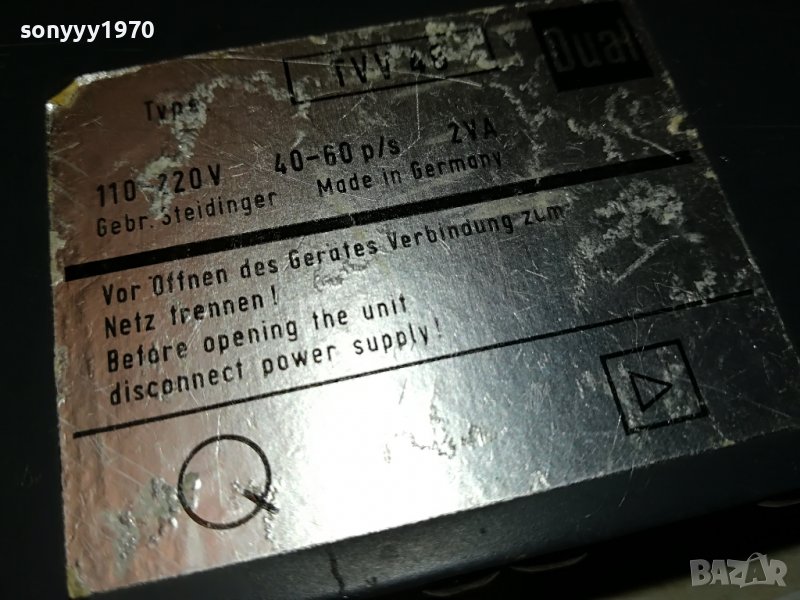 sonyyy1970
Type TVV 46 Dual
110-220V 40-60 p/s 2VA
Gebr. Steidinger Made in Germany
Vor Öffnen des Gerätes Verbindung zum
Netz trennen!
Before opening the unit
disconnect power supply!
BAZAR